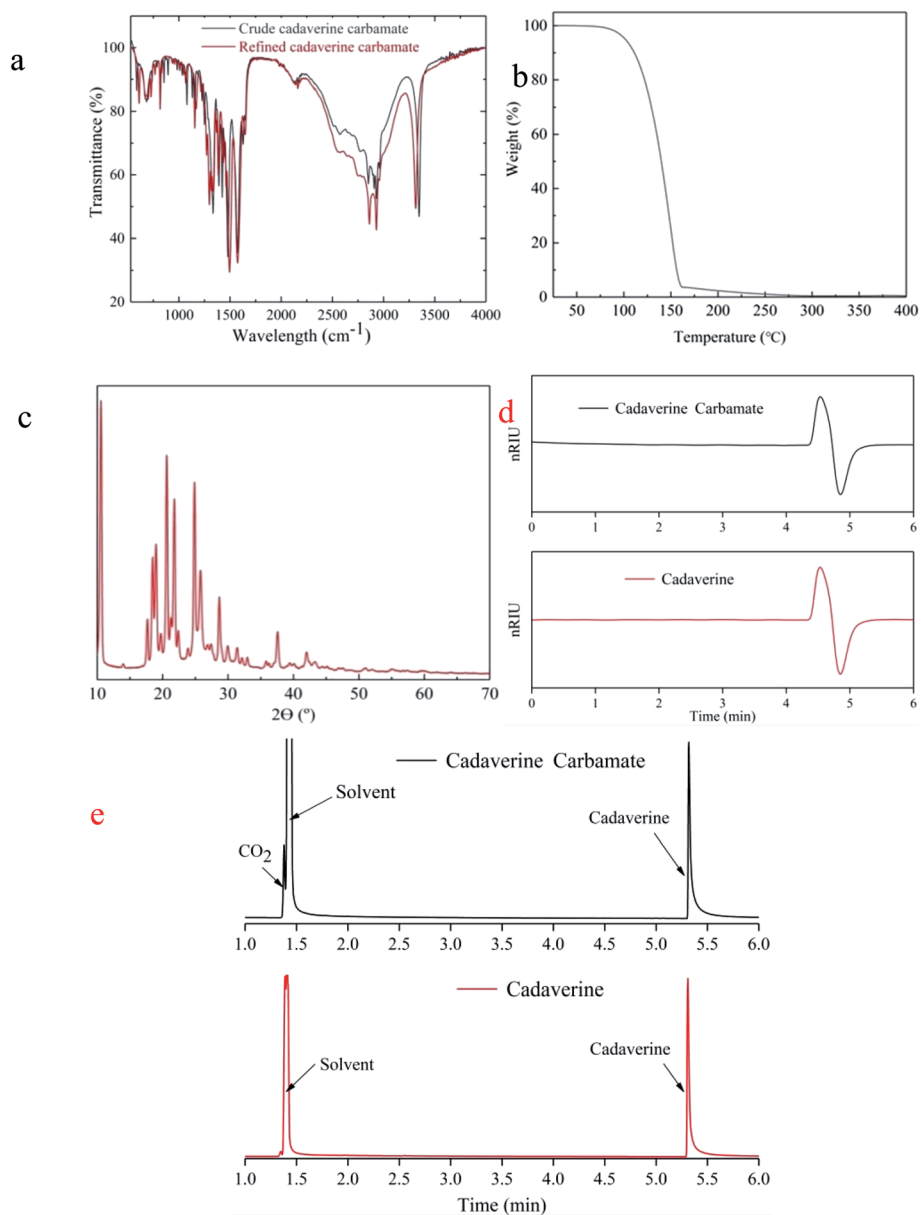 a
Crude cadaverine carbamate
Refined cadaverine carbamate
Transmittance (%)
100
80
60
40
20
1000 1500 2000 2500 3000 3500 4000
Wavelength (cm-1)
b
Weight (%)
100
80
60
40
20
0
50 100 150 200 250 300 350 400
Temperature (℃)
c
10 20 30 40 50 60 70
2Θ (º)
d
Cadaverine Carbamate
nRIU
0 1 2 3 4 5 6
Cadaverine
nRIU
0 1 2 3 4 5 6
Time (min)
e
Cadaverine Carbamate
Solvent
CO2
Cadaverine
1.0 1.5 2.0 2.5 3.0 3.5 4.0 4.5 5.0 5.5 6.0
Cadaverine
Solvent
Cadaverine
1.0 1.5 2.0 2.5 3.0 3.5 4.0 4.5 5.0 5.5 6.0
Time (min)